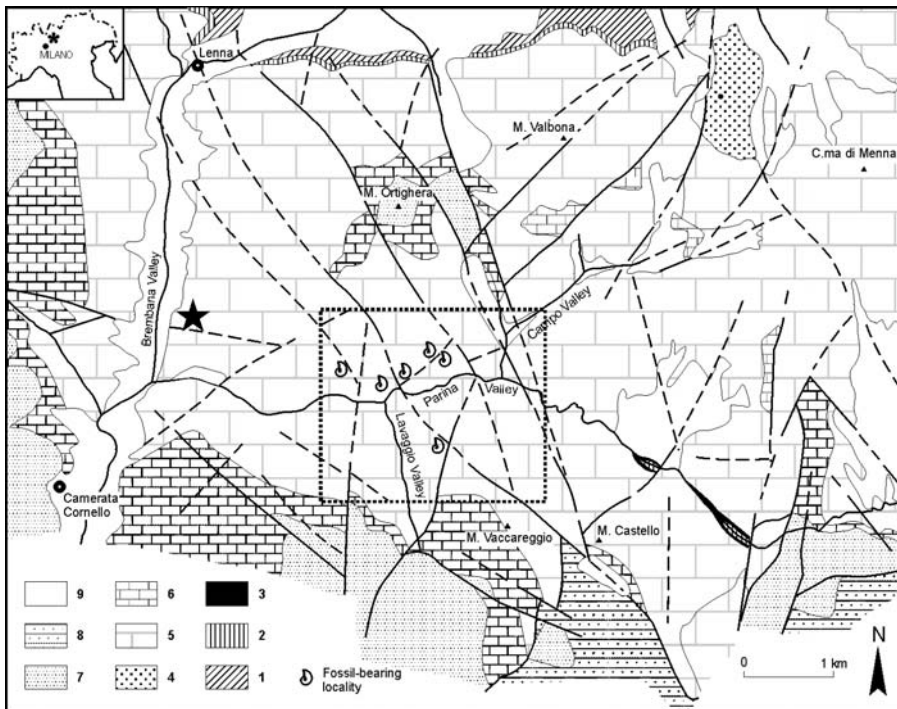 MILANO
Lenna
M. Valbona
C.ma di Menna
M. Ortighera
Brembana Valley
Campo Valley
Parina
Valley
Lavaggio Valley
Camerata
Cornello
M. Vaccareggio
M. Castello
9
6
3
8
5
2
7
4
1
Fossil-bearing
locality
0
1 km
N